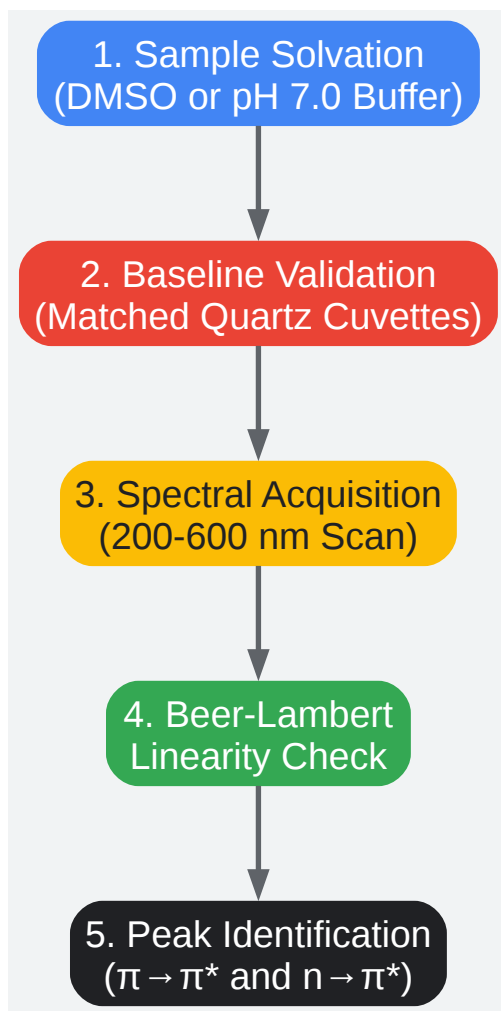 1. Sample Solvation
(DMSO or pH 7.0 Buffer)
2. Baseline Validation
(Matched Quartz Cuvettes)
3. Spectral Acquisition
(200-600 nm Scan)
4. Beer-Lambert
Linearity Check
5. Peak Identification
(π→π* and n→π*)